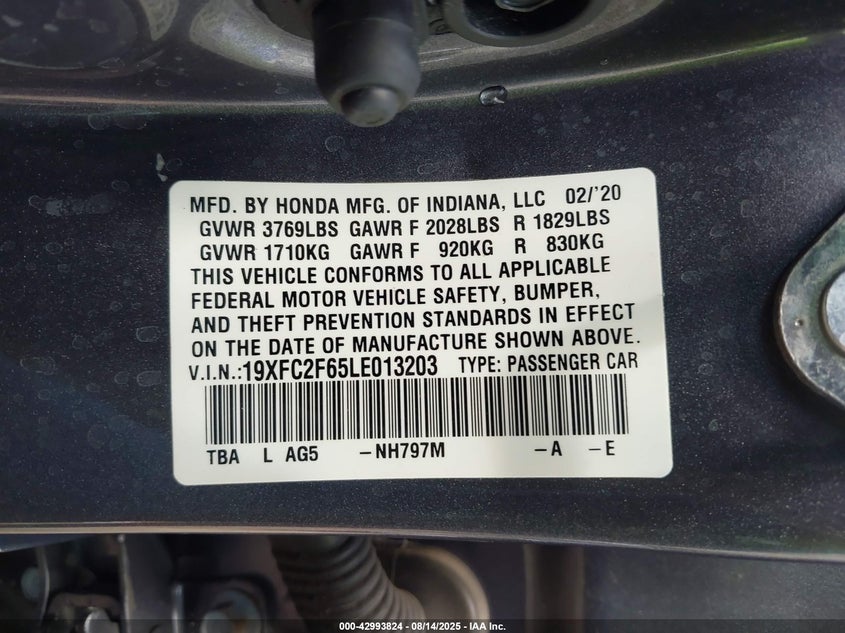 MFD. BY HONDA MFG. OF INDIANA, LLC 02/'20
GVWR 3769LBS GAWR F 2028LBS R 1829LBS
GVWR 1710KG GAWR F 920KG R 830KG
THIS VEHICLE CONFORMS TO ALL APPLICABLE
FEDERAL MOTOR VEHICLE SAFETY, BUMPER,
AND THEFT PREVENTION STANDARDS IN EFFECT
ON THE DATE OF MANUFACTURE SHOWN ABOVE.
V.I.N.:19XFC2F65LE013203 TYPE: PASSENGER CAR
TBA L AG5 -NH797M -A -E
000-42993824 - 08/14/2025 - IAA Inc.